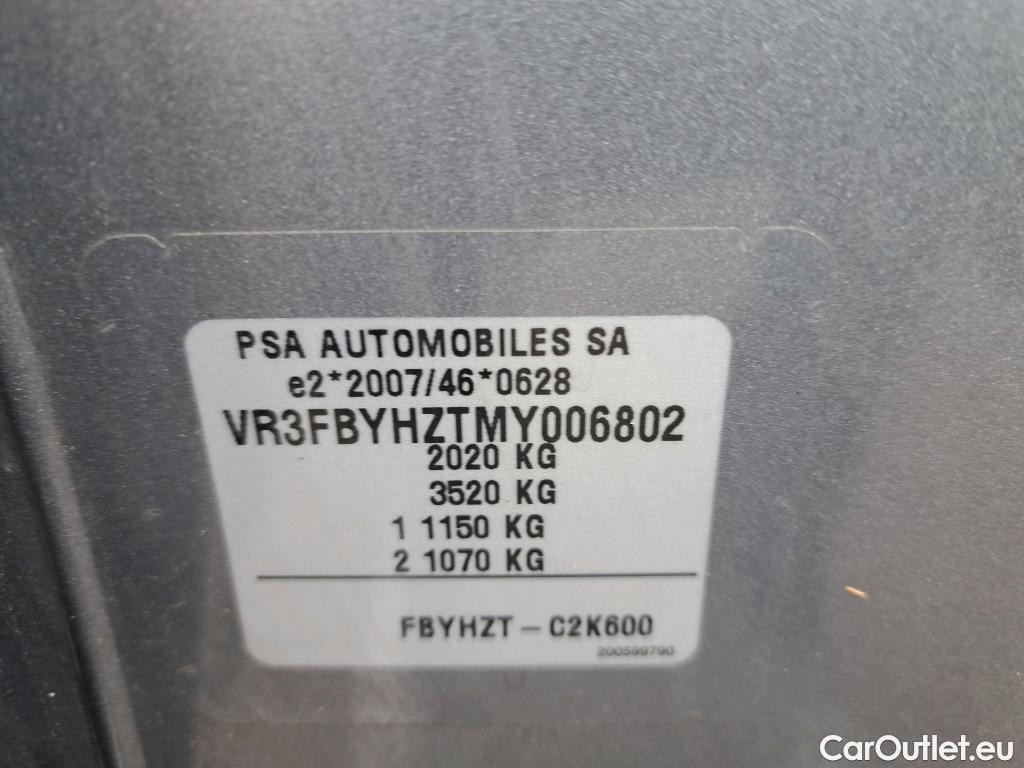 PSA AUTOMOBILES SA
e2*2007/46*0628
VR3FBYHZTMY006802
2020 KG
3520 KG
1 1150 KG
2 1070 KG
FBYHZT - C2K600
200599790
CarOutlet.eu